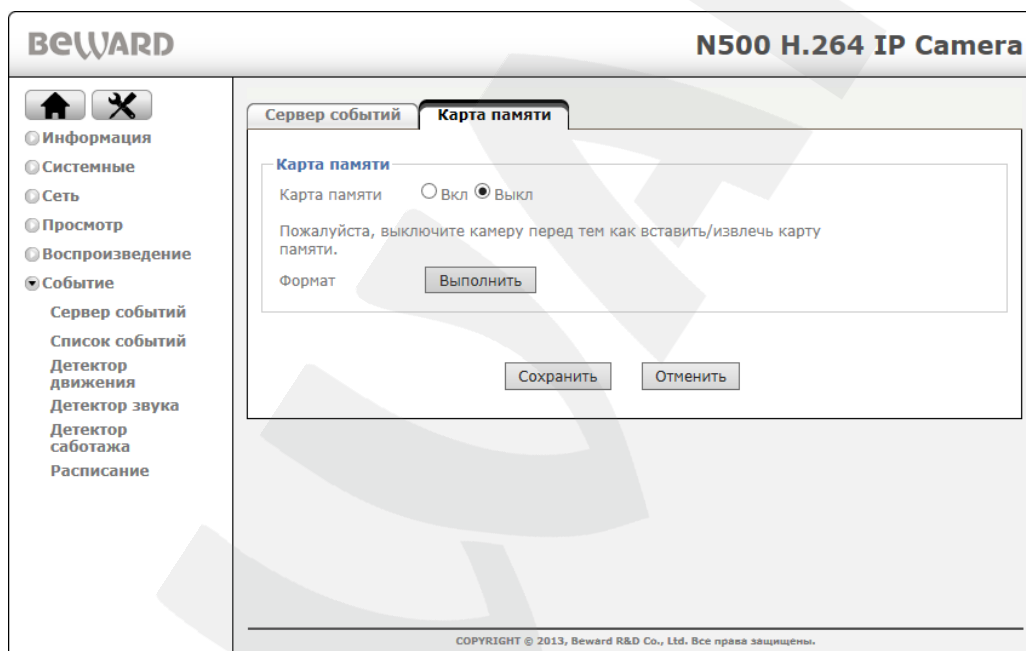 BEWARD
N500 H.264 IP Camera
Информация
Системные
Сеть
Просмотр
Воспроизведение
Событие
Сервер событий
Список событий
Детектор
движения
Детектор звука
Детектор
саботажа
Расписание
Сервер событий
Карта памяти
Карта памяти
Карта памяти Вкл Выкл
Пожалуйста, выключите камеру перед тем как вставить/извлечь карту
памяти.
Формат Выполнить
Сохранить Отменить
COPYRIGHT © 2013, Beward R&D Co., Ltd. Все права защищены.